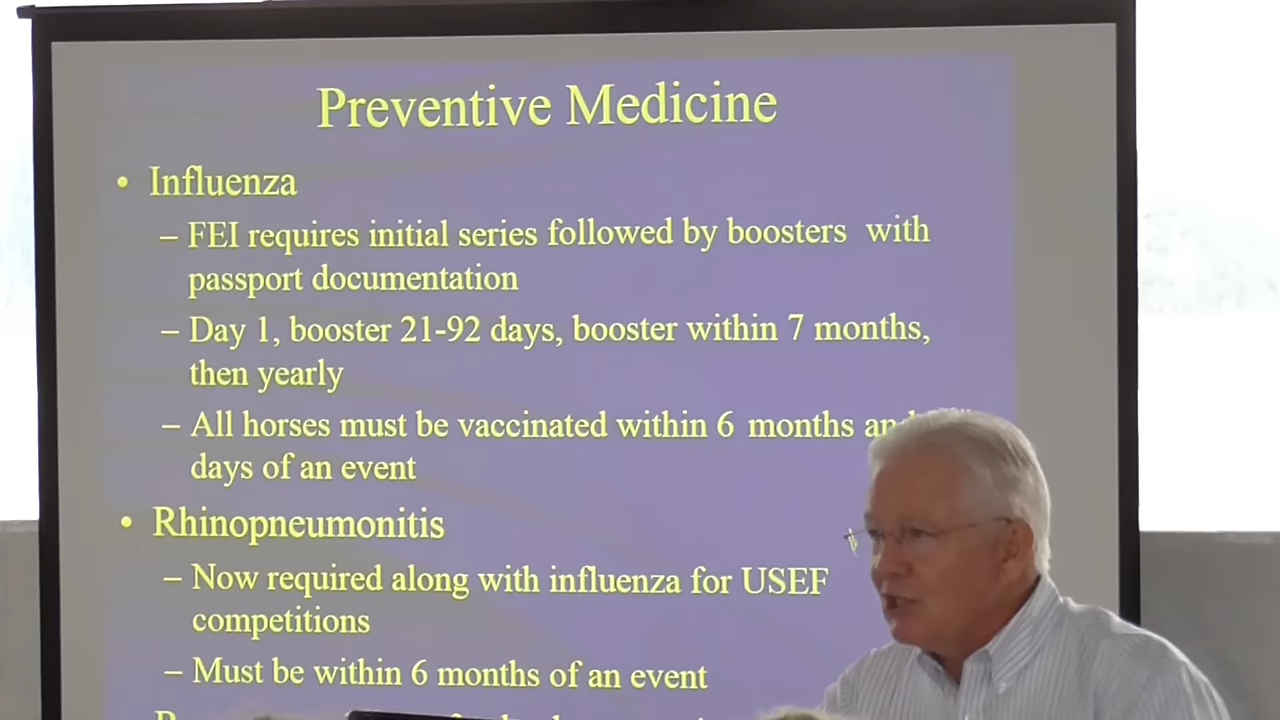 Preventive Medicine
• Influenza
– FEI requires initial series followed by boosters with
passport documentation
– Day 1, booster 21-92 days, booster within 7 months,
then yearly
– All horses must be vaccinated within 6 months
days of an event
• Rhinopneumonitis
– Now required along with influenza for USEF
competitions
– Must be within 6 months of an event